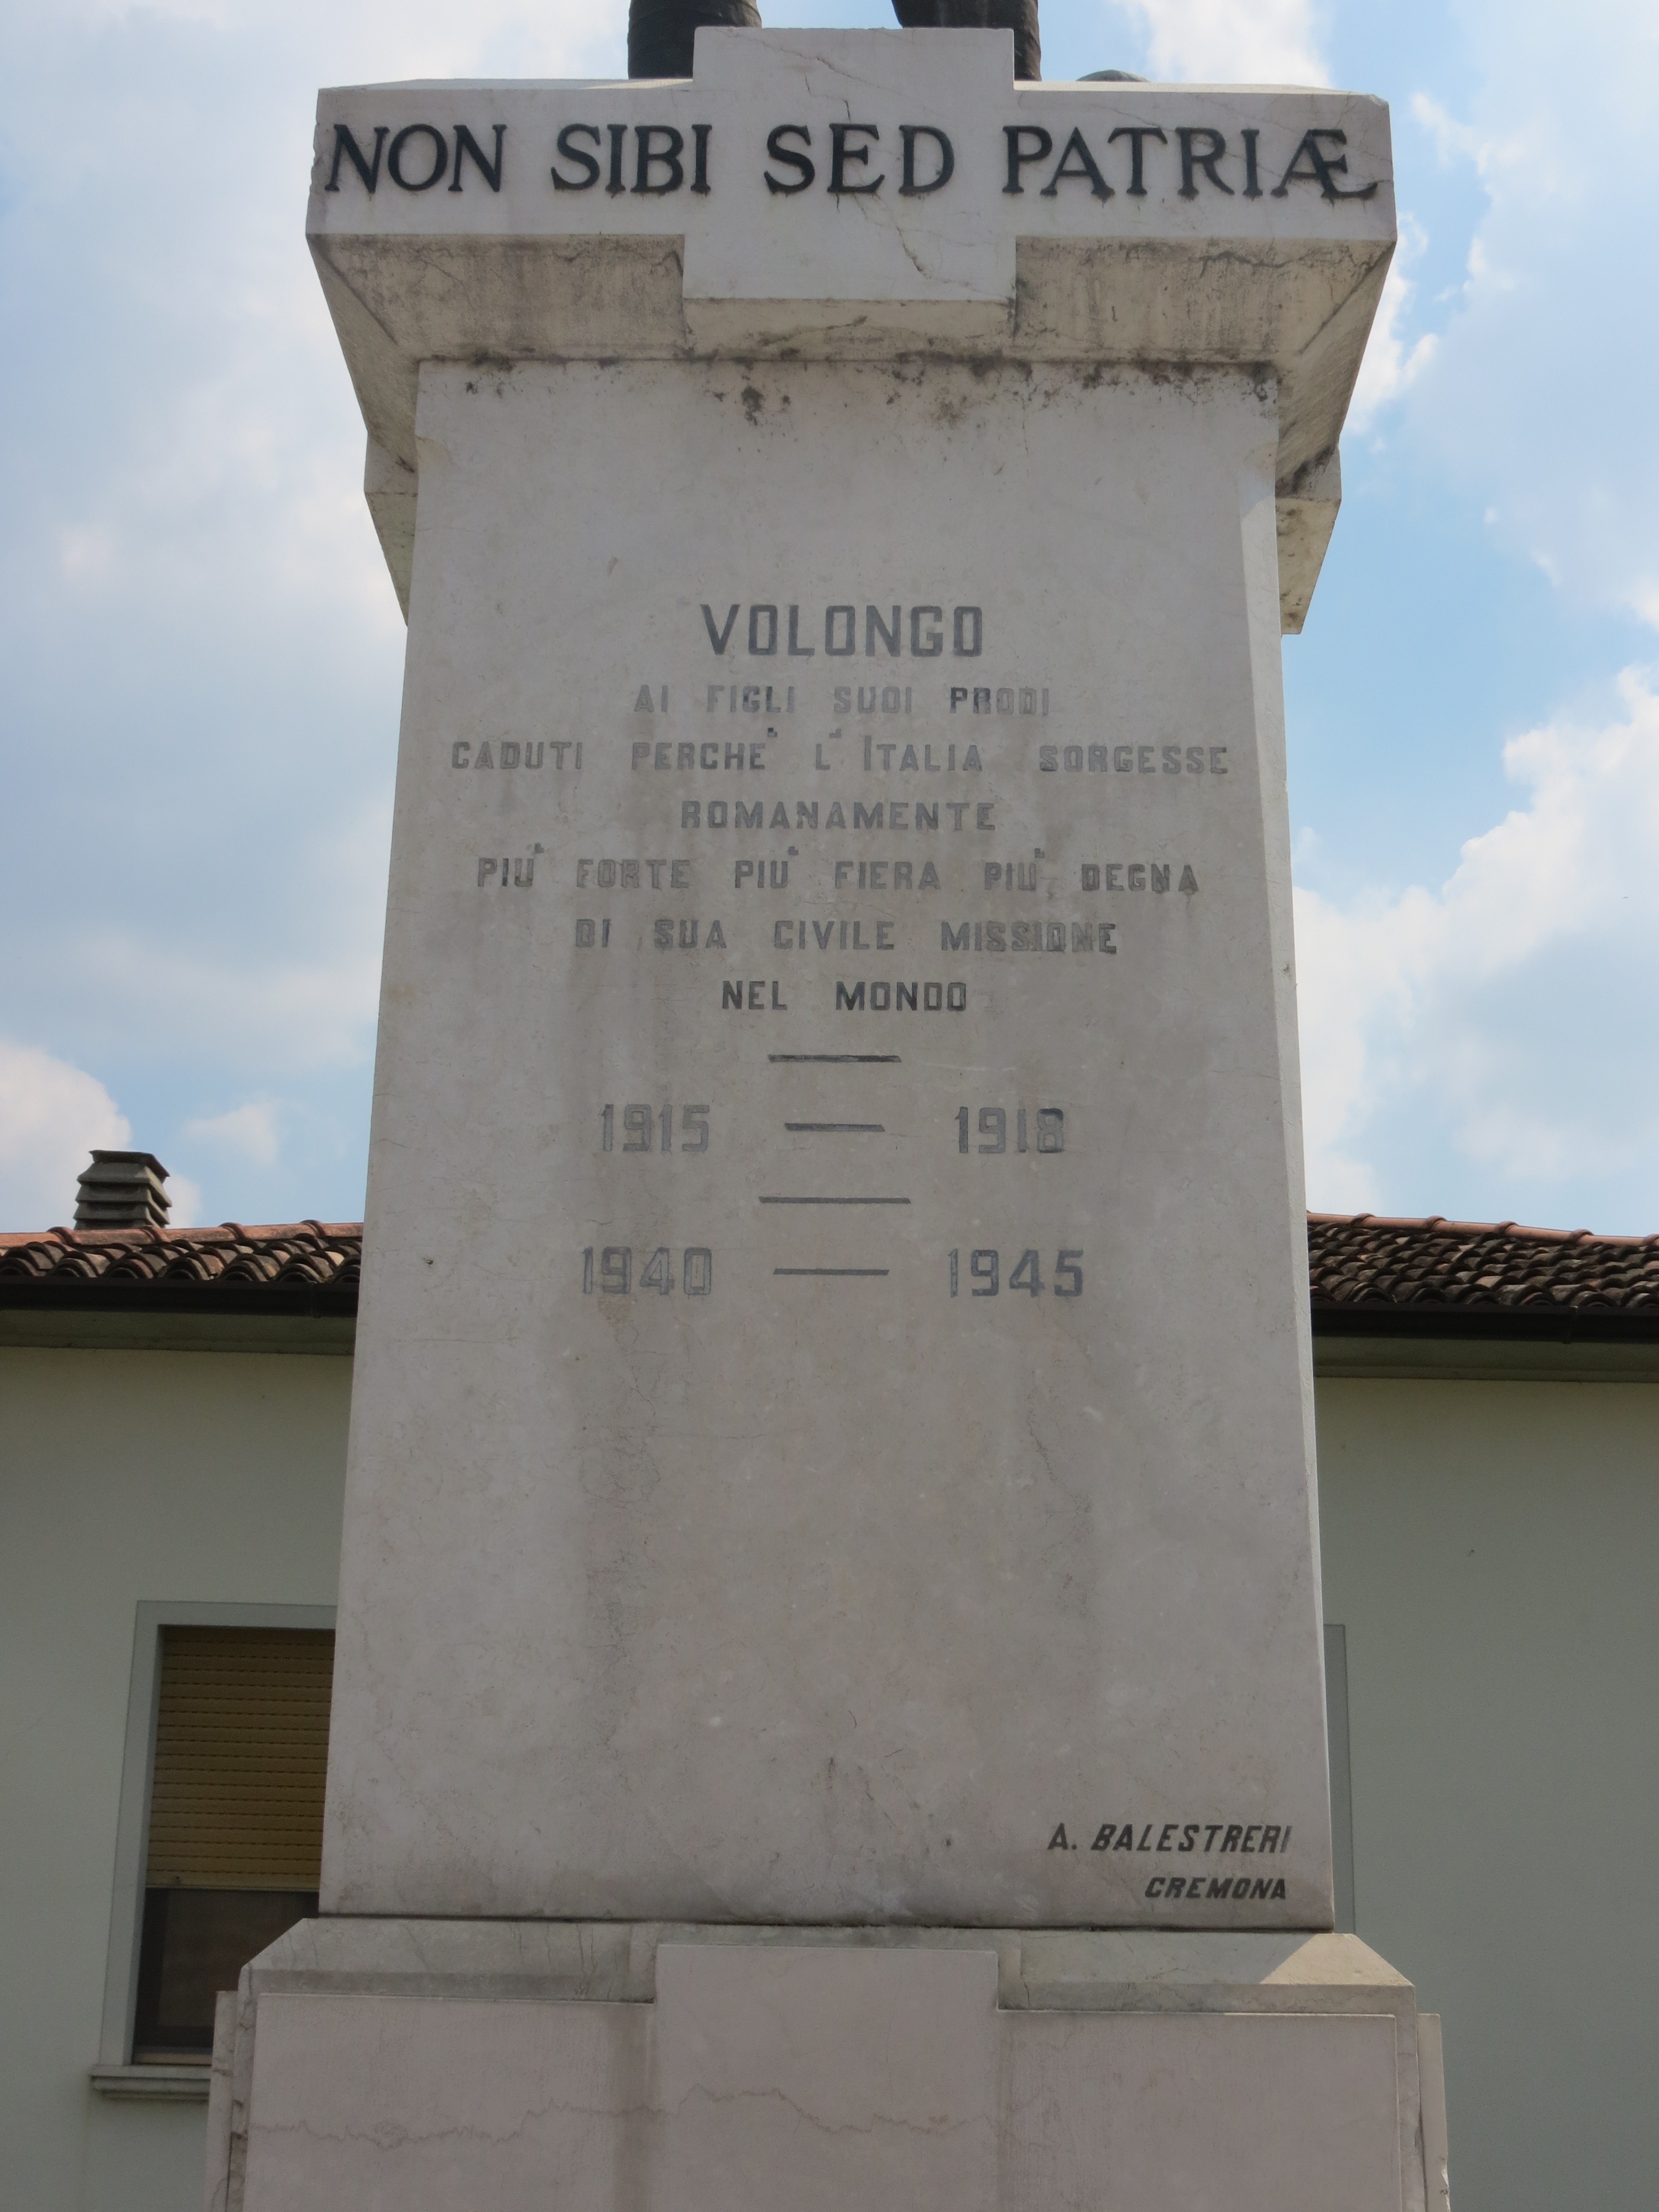 NON SIBI SED PATRIÆ
VOLONGO
AI FIGLI SUOI PRODI
CADUTI PERCHE' L'ITALIA SORGESSE
ROMANAMENTE
PIU' FORTE PIU' FIERA PIU' DEGNA
DI SUA CIVILE MISSIONE
NEL MONDO
1915 — 1918
1940 — 1945
A. BALESTRERI
CREMONA